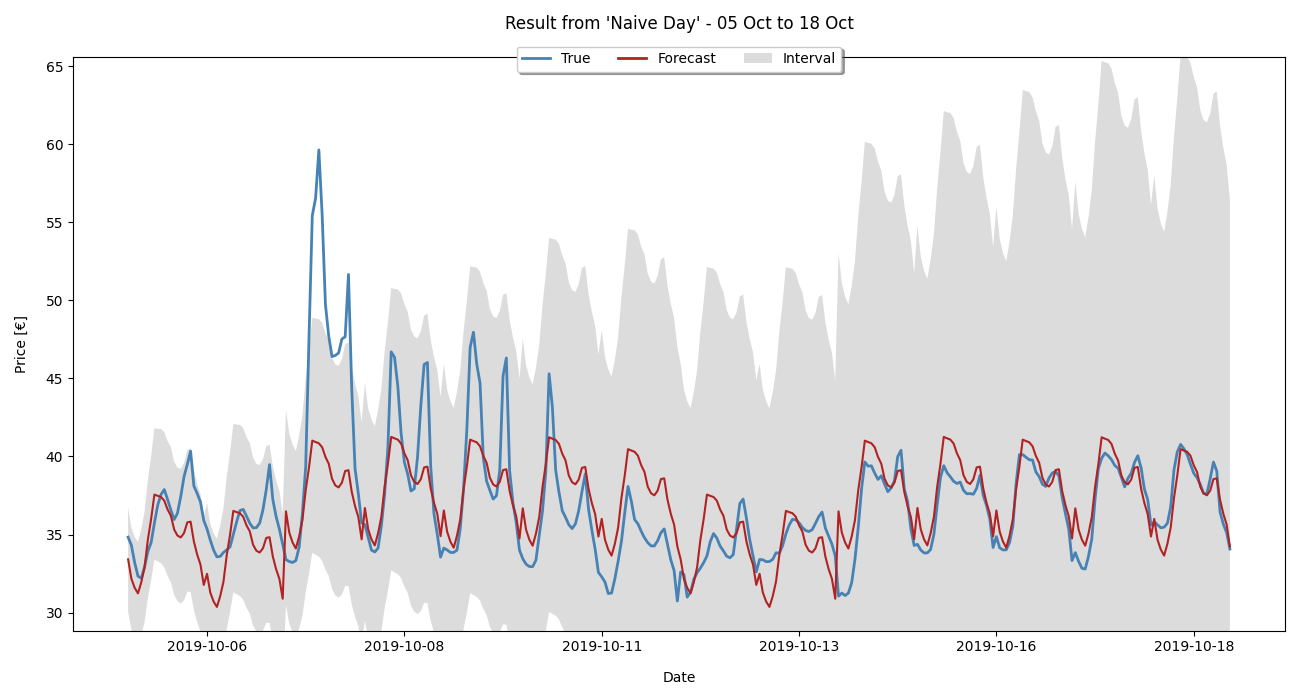 Result from 'Naive Day' - 05 Oct to 18 Oct
True Forecast Interval
65
60
55
50
45
40
35
30
Price [€]
2019-10-06 2019-10-08 2019-10-11 2019-10-13 2019-10-16 2019-10-18
Date